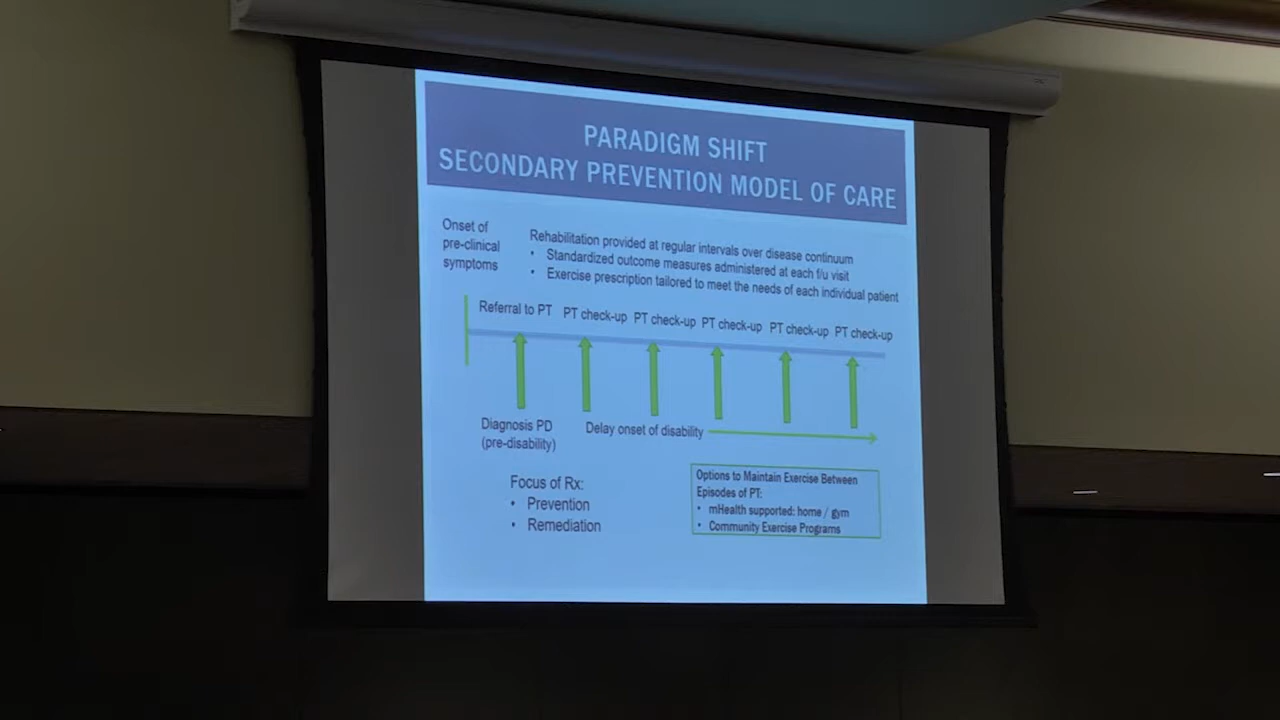 PARADIGM SHIFT
SECONDARY PREVENTION MODEL OF CARE
Onset of
pre-clinical
symptoms
Rehabilitation provided at regular intervals over disease continuum
• Standardized outcome measures administered at each f/u visit
• Exercise prescription tailored to meet the needs of each individual patient
Referral to PT PT check-up PT check-up PT check-up PT check-up PT check-up
Diagnosis PD
(pre-disability)
Delay onset of disability
Focus of Rx:
• Prevention
• Remediation
Options to Maintain Exercise Between
Episodes of PT:
• mHealth supported: home / gym
• Community Exercise Programs